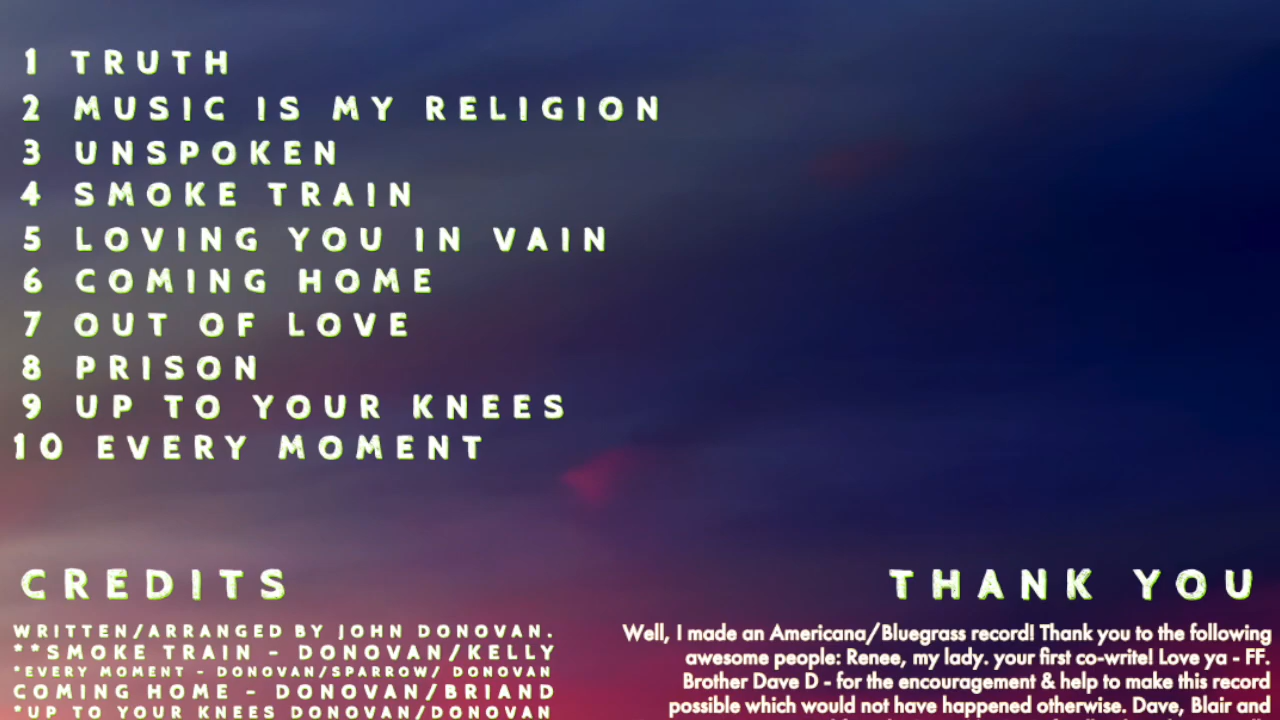 1 TRUTH
2 MUSIC IS MY RELIGION
3 UNSPOKEN
4 SMOKE TRAIN
5 LOVING YOU IN VAIN
6 COMING HOME
7 OUT OF LOVE
8 PRISON
9 UP TO YOUR KNEES
10 EVERY MOMENT
CREDITS
WRITTEN/ARRANGED BY JOHN DONOVAN.
**SMOKE TRAIN - DONOVAN/KELLY
*EVERY MOMENT - DONOVAN/SPARROW/ DONOVAN
COMING HOME - DONOVAN/BRIAND
*UP TO YOUR KNEES DONOVAN/DONOVAN
THANK YOU
Well, I made an Americana/Bluegrass record! Thank you to the following
awesome people: Renee, my lady. your first co-write! Love ya - FF.
Brother Dave D - for the encouragement & help to make this record
possible which would not have happened otherwise. Dave, Blair and